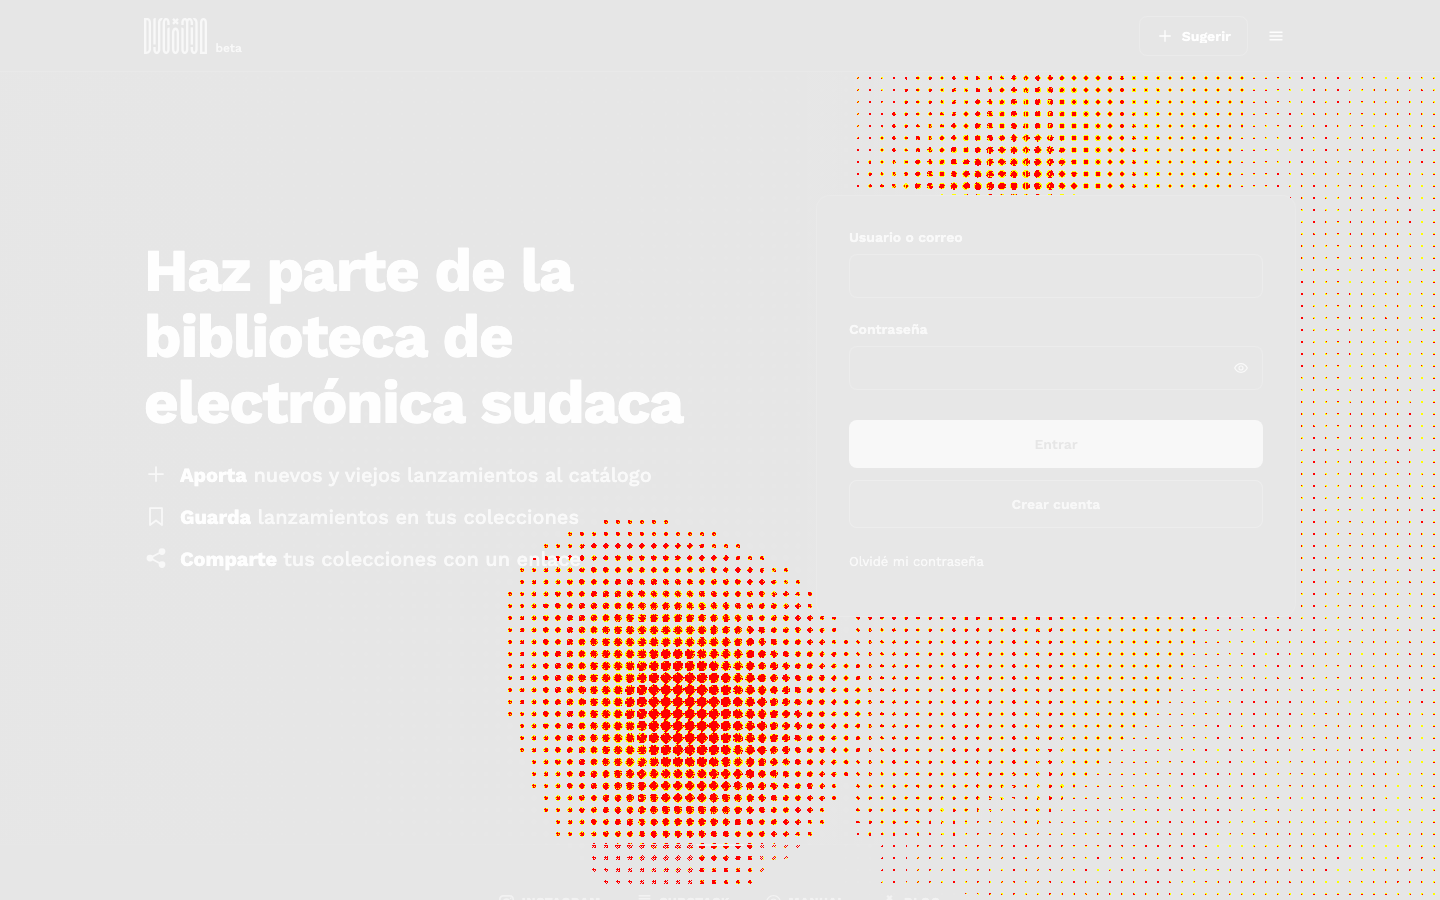 beta
Sugerir
Haz parte de la
biblioteca de
electrónica sudaca
Aporta nuevos y viejos lanzamientos al catálogo
Guarda lanzamientos en tus colecciones
Comparte tus colecciones con un enlace
Usuario o correo
Contraseña
Entrar
Crear cuenta
Olvidé mi contraseña